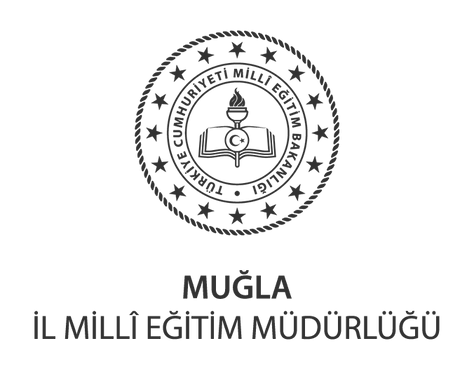 TÜRKİYE CUMHURİYETİ MİLLÎ EĞİTİM BAKANLIĞI
MUĞLA
İL MİLLÎ EĞİTİM MÜDÜRLÜĞÜ